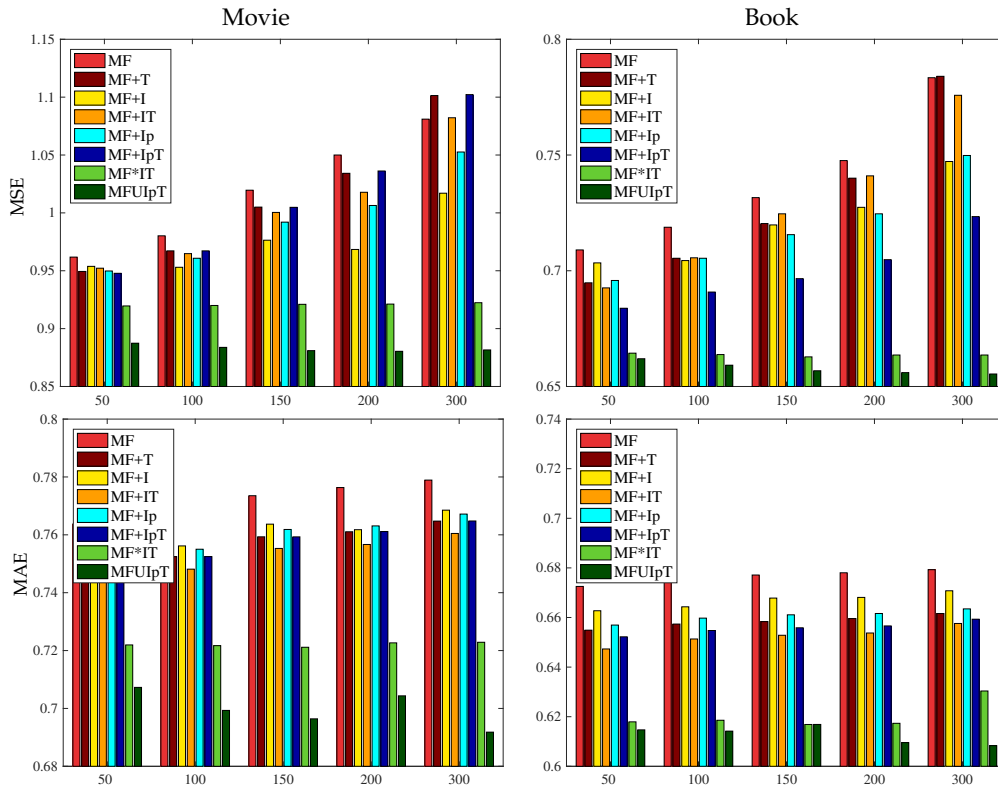 Movie
Book
1.15
1.1
1.05
1
0.95
0.9
0.85
MSE
MF
MF+T
MF+I
MF+IT
MF+Ip
MF+IpT
MF*IT
MFUIpT
50 100 150 200 300
0.8
0.75
0.7
0.65
MF
MF+T
MF+I
MF+IT
MF+Ip
MF+IpT
MF*IT
MFUIpT
50 100 150 200 300
0.8
0.78
0.76
0.74
0.72
0.7
0.68
MAE
MF
MF+T
MF+I
MF+IT
MF+Ip
MF+IpT
MF*IT
MFUIpT
50 100 150 200 300
0.74
0.72
0.7
0.68
0.66
0.64
0.62
0.6
MF
MF+T
MF+I
MF+IT
MF+Ip
MF+IpT
MF*IT
MFUIpT
50 100 150 200 300